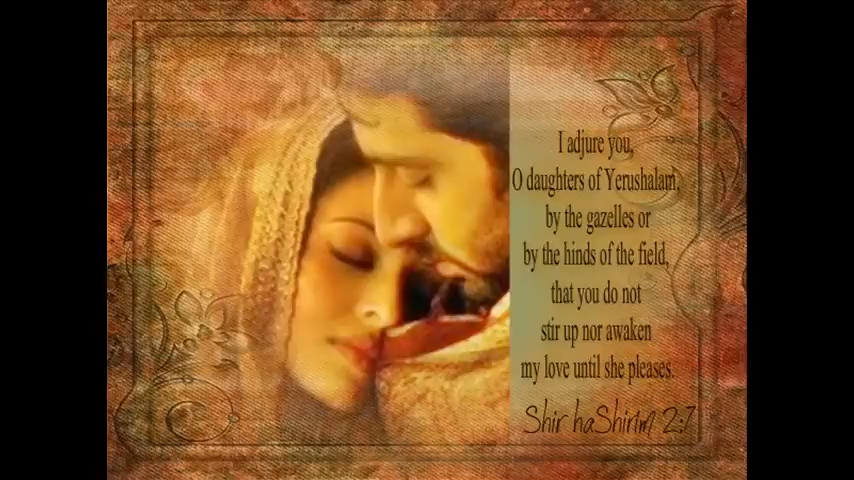 I adjure you,
O daughters of Yerushalam,
by the gazelles or
by the hinds of the field,
that you do not
stir up nor awaken
my love until she pleases.
Shir haShirim 2:7